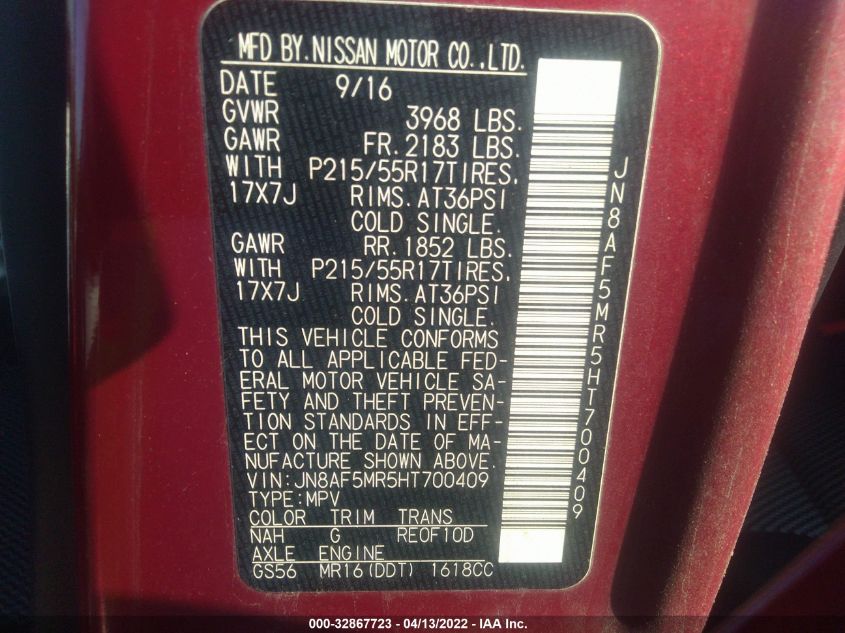 MFD BY.NISSAN MOTOR CO.,LTD.
DATE 9/16
GVWR 3968 LBS.
GAWR FR.2183 LBS.
WITH P215/55R17TIRES,
17X7J RIMS.AT36PSI
COLD SINGLE.
GAWR RR.1852 LBS.
WITH P215/55R17TIRES,
17X7J RIMS.AT36PSI
COLD SINGLE.
THIS VEHICLE CONFORMS
TO ALL APPLICABLE FED-
ERAL MOTOR VEHICLE SA-
FETY AND THEFT PREVEN-
TION STANDARDS IN EFF-
ECT ON THE DATE OF MA-
NUFACTURE SHOWN ABOVE.
VIN:JN8AF5MR5HT700409
TYPE:MPV
COLOR TRIM TRANS
NAH G RE0F10D
AXLE ENGINE
GS56 MR16(DDT) 1618CC
JN8AF5MR5HT700409
000-32867723 - 04/13/2022 - IAA Inc.